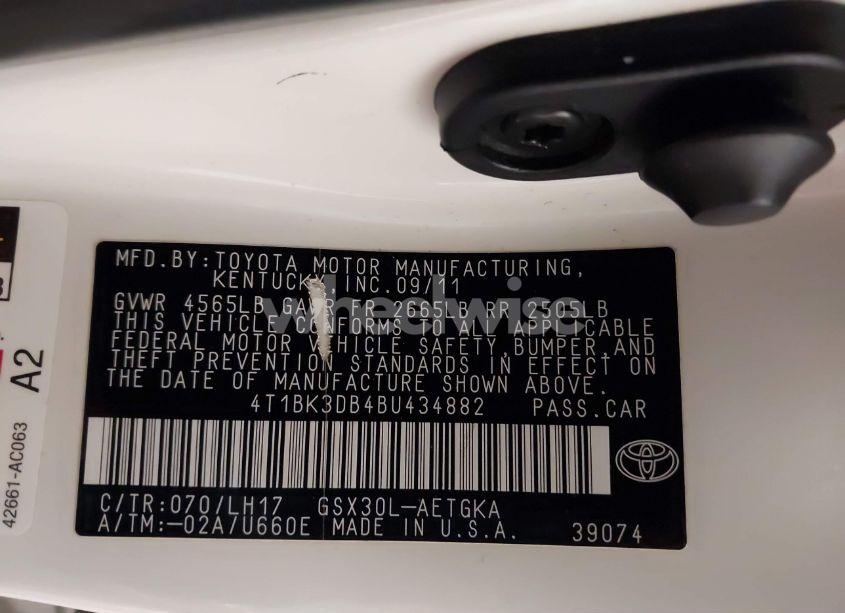 MFD.BY:TOYOTA MOTOR MANUFACTURING,
KENTUCKY,INC.09/11
GVWR 4565LB GAWR FR 2665LB RR 2505LB
THIS VEHICLE CONFORMS TO ALL APPLICABLE
FEDERAL MOTOR VEHICLE SAFETY,BUMPER,AND
THEFT PREVENTION STANDARDS IN EFFECT ON
THE DATE OF MANUFACTURE SHOWN ABOVE.
4T1BK3DB4BU434882 PASS.CAR
C/TR:070/LH17 GSX30L-AETGKA
A/TM:-02A/U660E MADE IN U.S.A. 39074
A2
42661-AC063
wheelwise